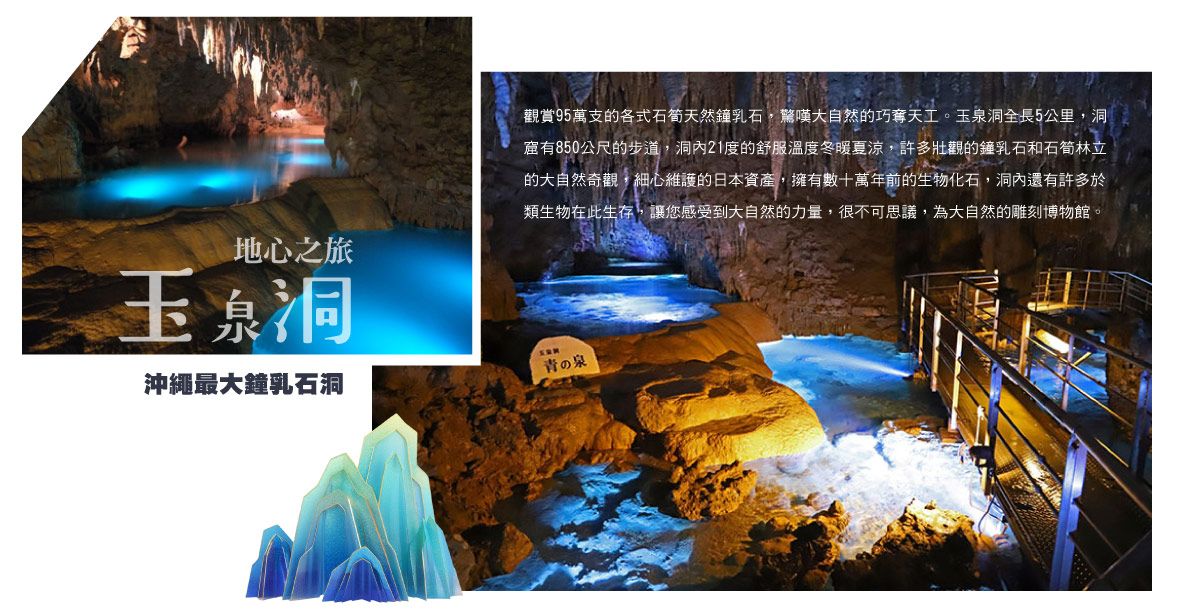 地心之旅
玉泉洞
沖繩最大鐘乳石洞
觀賞95萬支的各式石筍天然鐘乳石，驚嘆大自然的巧奪天工。玉泉洞全長5公里，洞
窟有850公尺的步道，洞內21度的舒服溫度冬暖夏涼，許多壯觀的鐘乳石和石筍林立
的大自然奇觀，細心維護的日本資產，擁有數十萬年前的生物化石，洞內還有許多於
類生物在此生存，讓您感受到大自然的力量，很不可思議，為大自然的雕刻博物館。
玉泉洞
青の泉